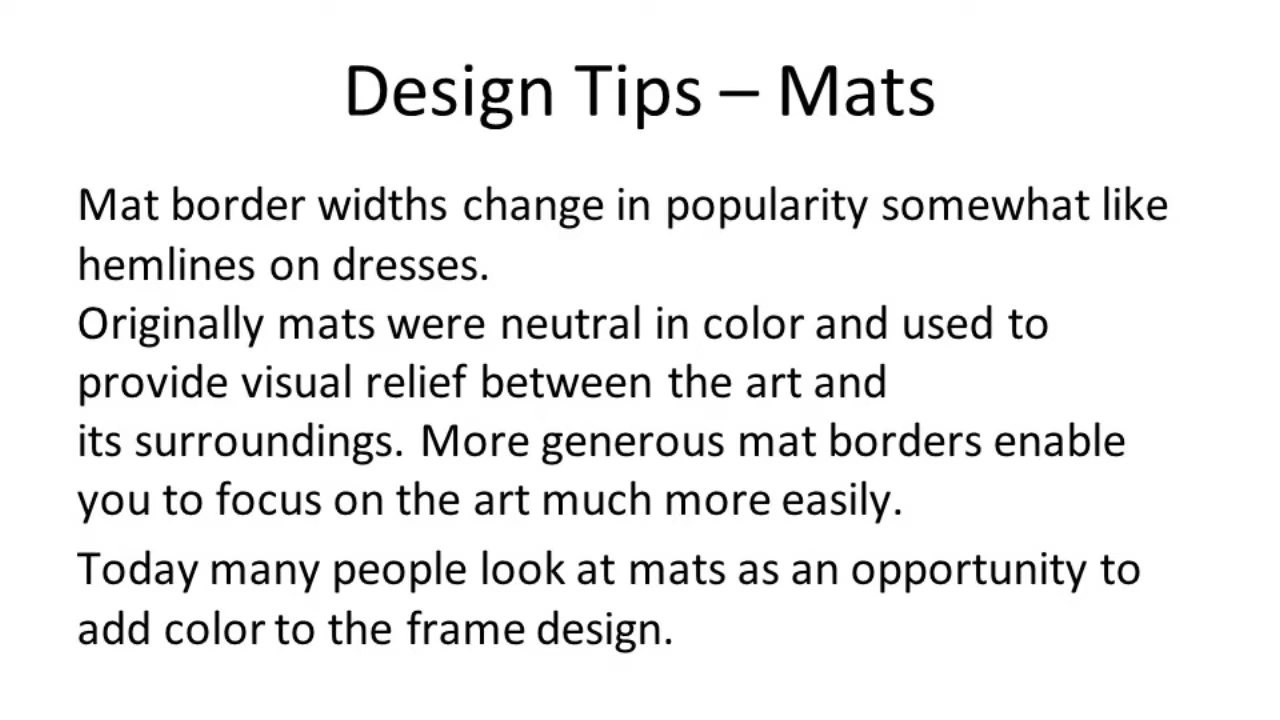 Design Tips – Mats
Mat border widths change in popularity somewhat like
hemlines on dresses.
Originally mats were neutral in color and used to
provide visual relief between the art and
its surroundings. More generous mat borders enable
you to focus on the art much more easily.
Today many people look at mats as an opportunity to
add color to the frame design.